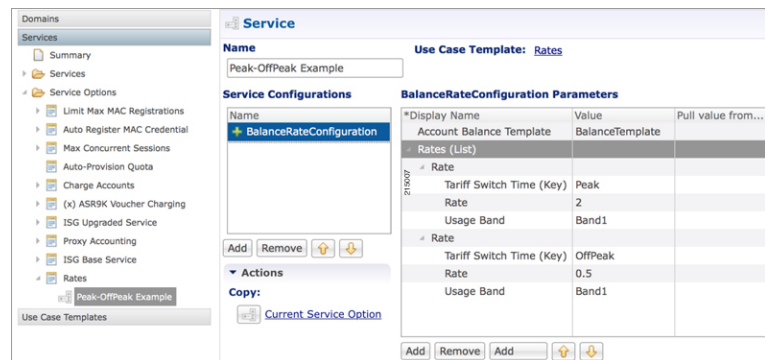 Domains
Services
Summary
Services
Service Options
Limit Max MAC Registrations
Auto Register MAC Credential
Max Concurrent Sessions
Auto-Provision Quota
Charge Accounts
(x) ASR9K Voucher Charging
ISG Upgraded Service
Proxy Accounting
ISG Base Service
Rates
Peak-OffPeak Example
Use Case Templates
Service
Name
Use Case Template: Rates
Peak-OffPeak Example
Service Configurations
Name
BalanceRateConfiguration
Add Remove
Actions
Copy:
Current Service Option
BalanceRateConfiguration Parameters
*Display Name Value Pull value from...
Account Balance Template BalanceTemplate
Rates (List)
Rate
Tariff Switch Time (Key) Peak
Rate 2
Usage Band Band1
Rate
Tariff Switch Time (Key) OffPeak
Rate 0.5
Usage Band Band1
Add Remove Add
215007